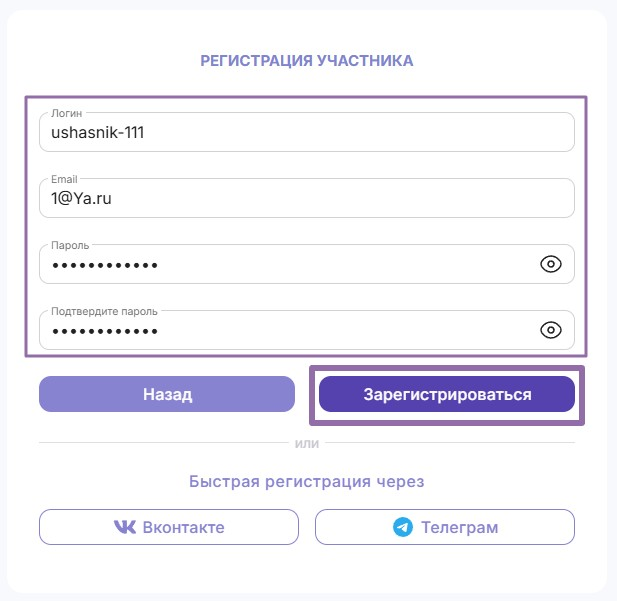 РЕГИСТРАЦИЯ УЧАСТНИКА
Логин
ushasnik-111
Email
1@Ya.ru
Пароль
••••••••••••
Подтвердите пароль
••••••••••••
Назад
Зарегистрироваться
или
Быстрая регистрация через
Вконтакте
Телеграм